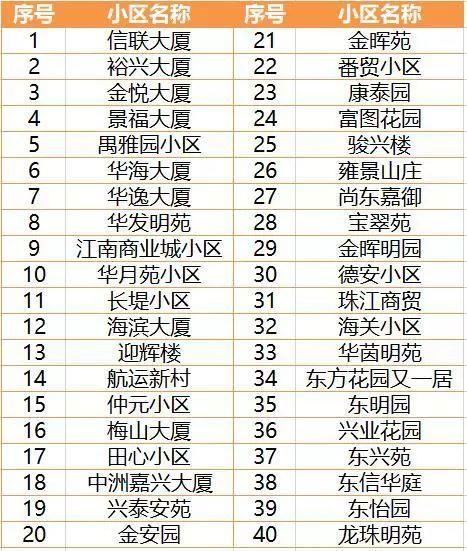 序号 小区名称 序号 小区名称
1 信联大厦 21 金晖苑
2 裕兴大厦 22 番贸小区
3 金悦大厦 23 康泰园
4 景福大厦 24 富图花园
5 禺雅园小区 25 骏兴楼
6 华海大厦 26 雍景山庄
7 华逸大厦 27 尚东嘉御
8 华发明苑 28 宝翠苑
9 江南商业城小区 29 金晖明园
10 华月苑小区 30 德安小区
11 长堤小区 31 珠江商贸
12 海滨大厦 32 海关小区
13 迎辉楼 33 华茵明苑
14 航运新村 34 东方花园又一居
15 仲元小区 35 东明园
16 梅山大厦 36 兴业花园
17 田心小区 37 东兴苑
18 中洲嘉兴大厦 38 东信华庭
19 兴泰安苑 39 东怡园
20 金安园 40 龙珠明苑